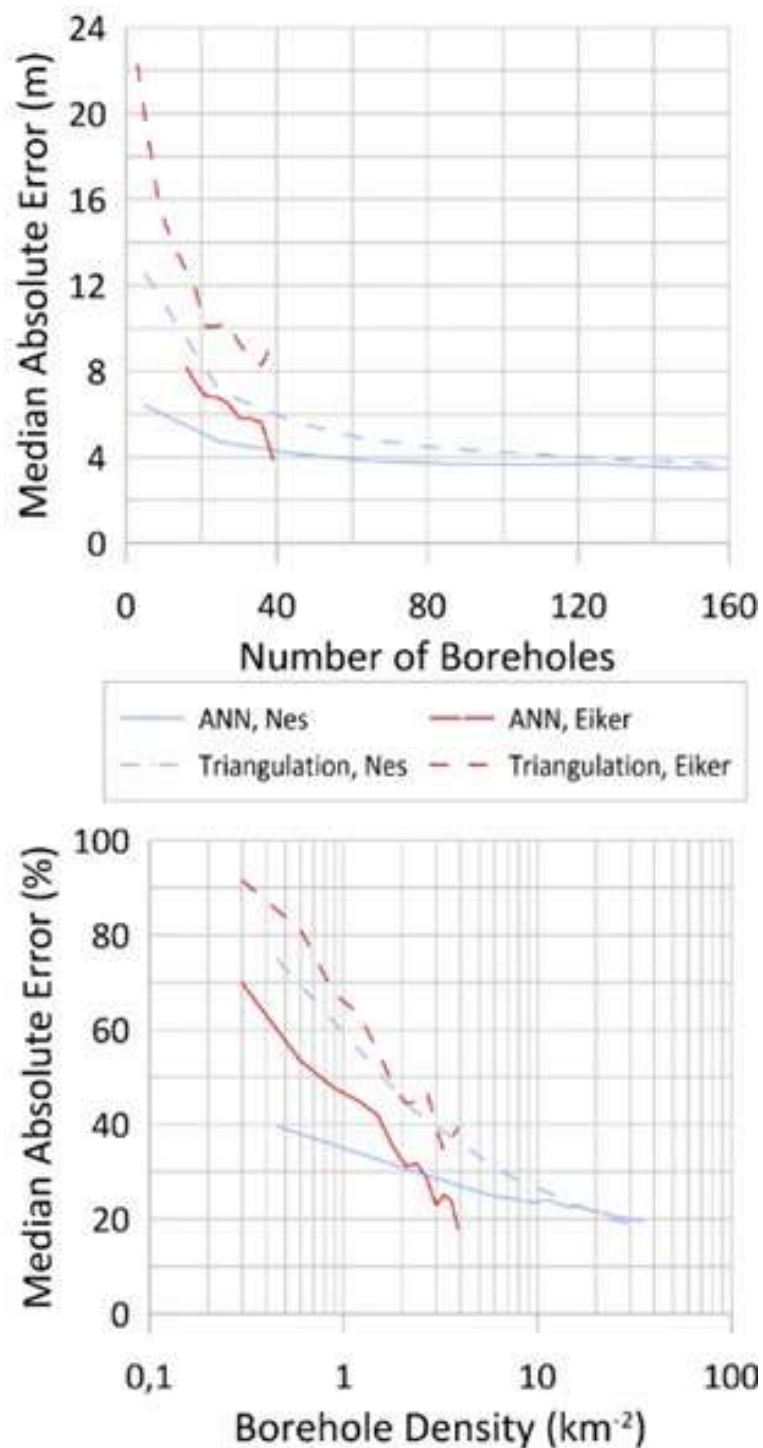 Median Absolute Error (m)
24
20
16
12
8
4
0
0 40 80 120 160
Number of Boreholes
ANN, Nes ANN, Eiker
Triangulation, Nes Triangulation, Eiker
Median Absolute Error (%)
100
80
60
40
20
0
0,1 1 10 100
Borehole Density (km⁻²)